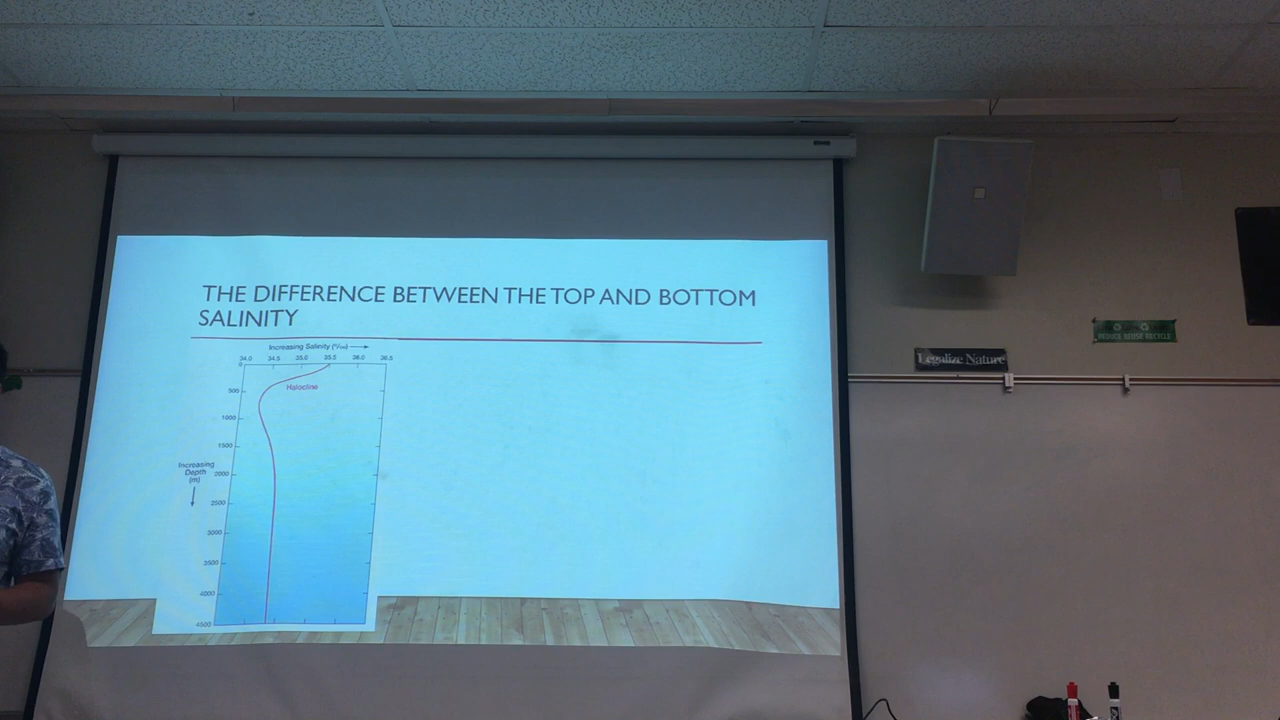 THE DIFFERENCE BETWEEN THE TOP AND BOTTOM
SALINITY
Increasing Salinity (‰)
34.0 34.5 35.0 35.5 36.0 36.5
0
Halocline
500
1000
1500
Increasing
Depth
(m)
2000
2500
3000
3500
4000
4500
Legalize Nature
REDUCE REUSE RECYCLE